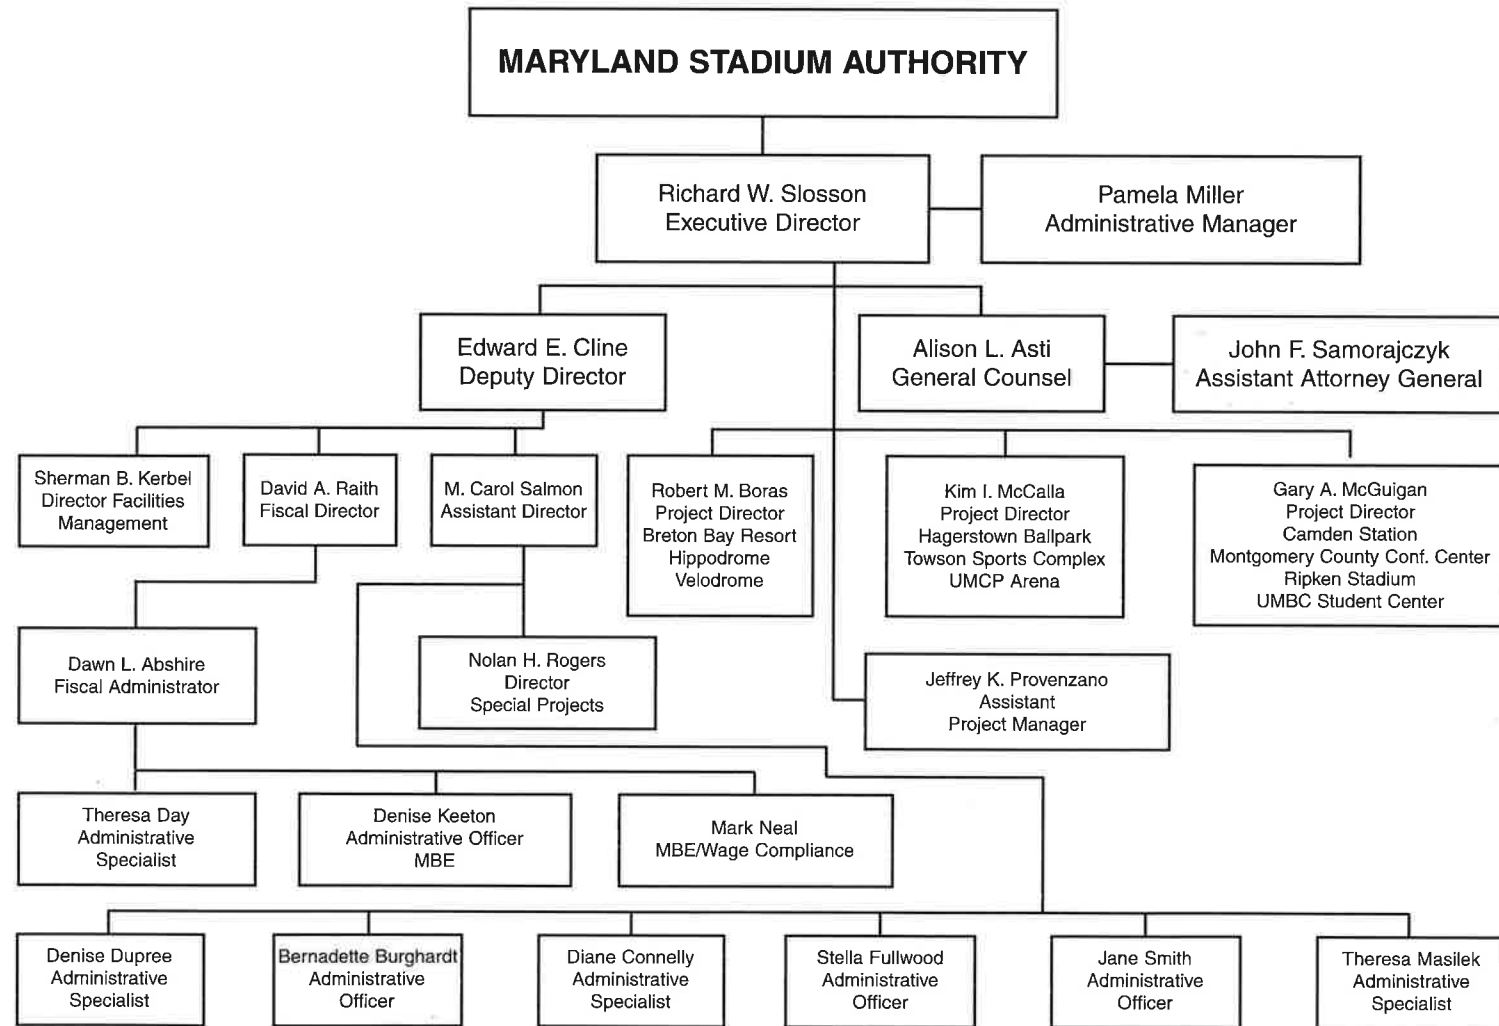 MARYLAND STADIUM AUTHORITY
Richard W. Slosson
Executive Director
Pamela Miller
Administrative Manager
Edward E. Cline
Deputy Director
Alison L. Asti
General Counsel
John F. Samorajczyk
Assistant Attorney General
Sherman B. Kerbel
Director Facilities
Management
David A. Raith
Fiscal Director
M. Carol Salmon
Assistant Director
Robert M. Boras
Project Director
Breton Bay Resort
Hippodrome
Velodrome
Kim I. McCalla
Project Director
Hagerstown Ballpark
Towson Sports Complex
UMCP Arena
Gary A. McGuigan
Project Director
Camden Station
Montgomery County Conf. Center
Ripken Stadium
UMBC Student Center
Dawn L. Abshire
Fiscal Administrator
Nolan H. Rogers
Director
Special Projects
Jeffrey K. Provenzano
Assistant
Project Manager
Theresa Day
Administrative
Specialist
Denise Keeton
Administrative Officer
MBE
Mark Neal
MBE/Wage Compliance
Denise Dupree
Administrative
Specialist
Bernadette Burghardt
Administrative
Officer
Diane Connelly
Administrative
Specialist
Stella Fullwood
Administrative
Officer
Jane Smith
Administrative
Officer
Theresa Masilek
Administrative
Specialist